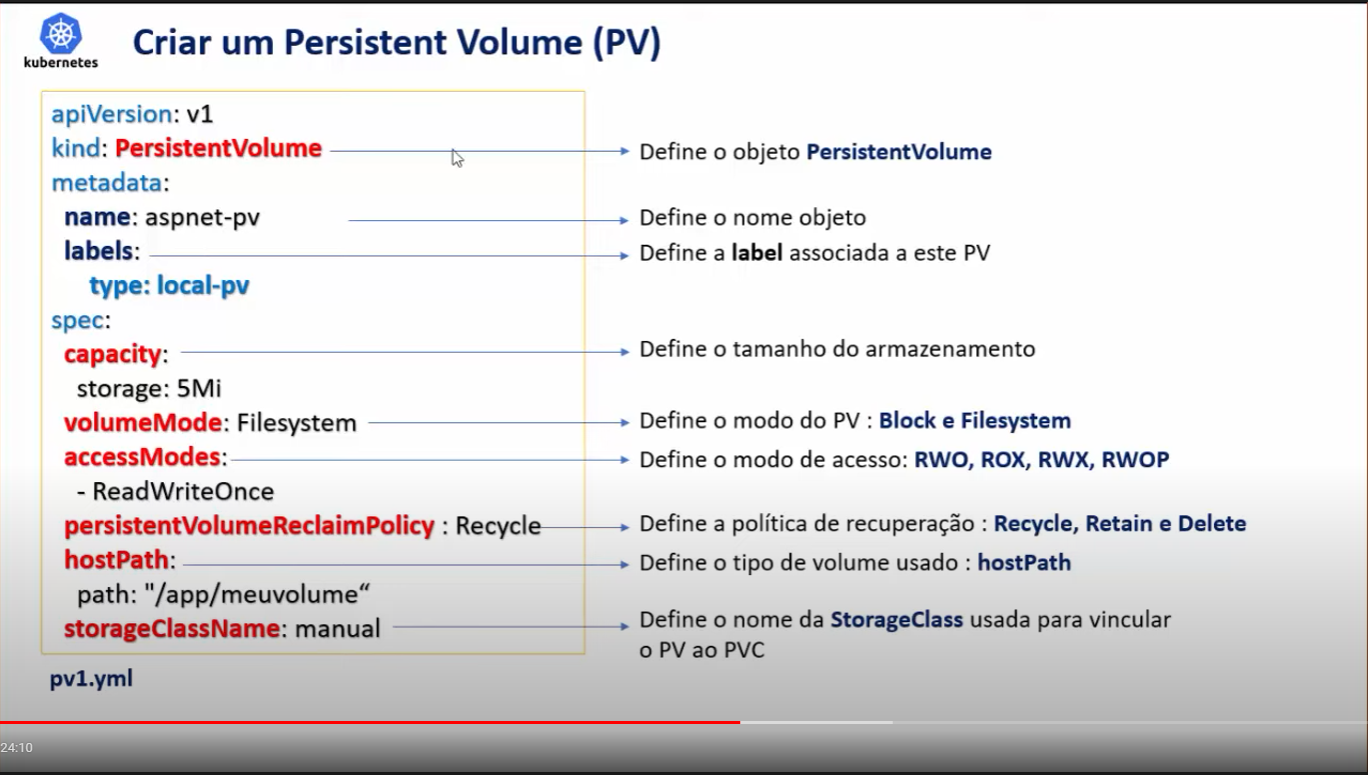 kubernetes
Criar um Persistent Volume (PV)
apiVersion: v1
kind: PersistentVolume
Define o objeto PersistentVolume
metadata:
name: aspnet-pv
Define o nome objeto
labels:
Define a label associada a este PV
type: local-pv
spec:
capacity:
Define o tamanho do armazenamento
storage: 5Mi
volumeMode: Filesystem
Define o modo do PV : Block e Filesystem
accessModes:
Define o modo de acesso: RWO, ROX, RWX, RWOP
- ReadWriteOnce
persistentVolumeReclaimPolicy : Recycle
Define a política de recuperação : Recycle, Retain e Delete
hostPath:
Define o tipo de volume usado : hostPath
path: "/app/meuvolume“
storageClassName: manual
Define o nome da StorageClass usada para vincular
o PV ao PVC
pv1.yml
24:10